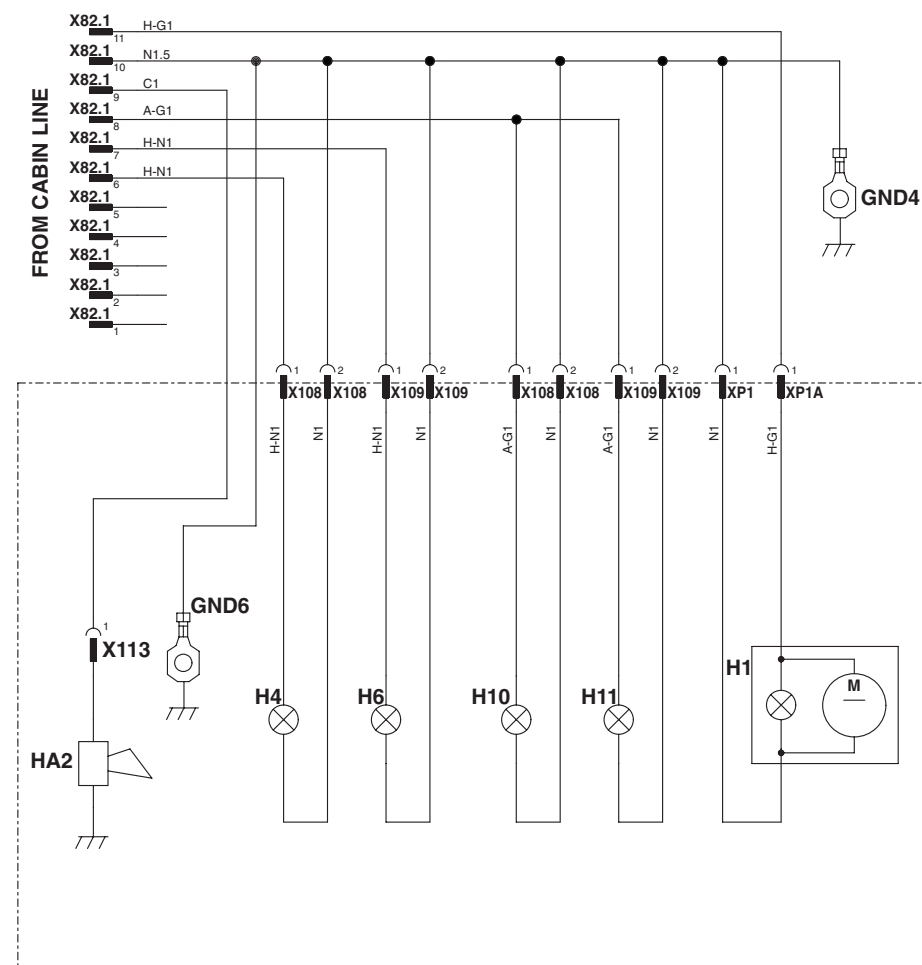 FROM CABIN LINE
X82.1 11 H-G1
X82.1 10 N1.5
X82.1 9 C1
X82.1 8 A-G1
X82.1 7 H-N1
X82.1 6 H-N1
X82.1 5
X82.1 4
X82.1 3
X82.1 2
X82.1 1
GND4
1 2 1 2 1 2 1 2 1 1
X108 X108 X109 X109 X108 X108 X109 X109 XP1 XP1A
H-N1 N1 H-N1 N1 A-G1 N1 A-G1 N1 N1 H-G1
GND6
1
X113
H4 H6 H10 H11 H1
M
HA2